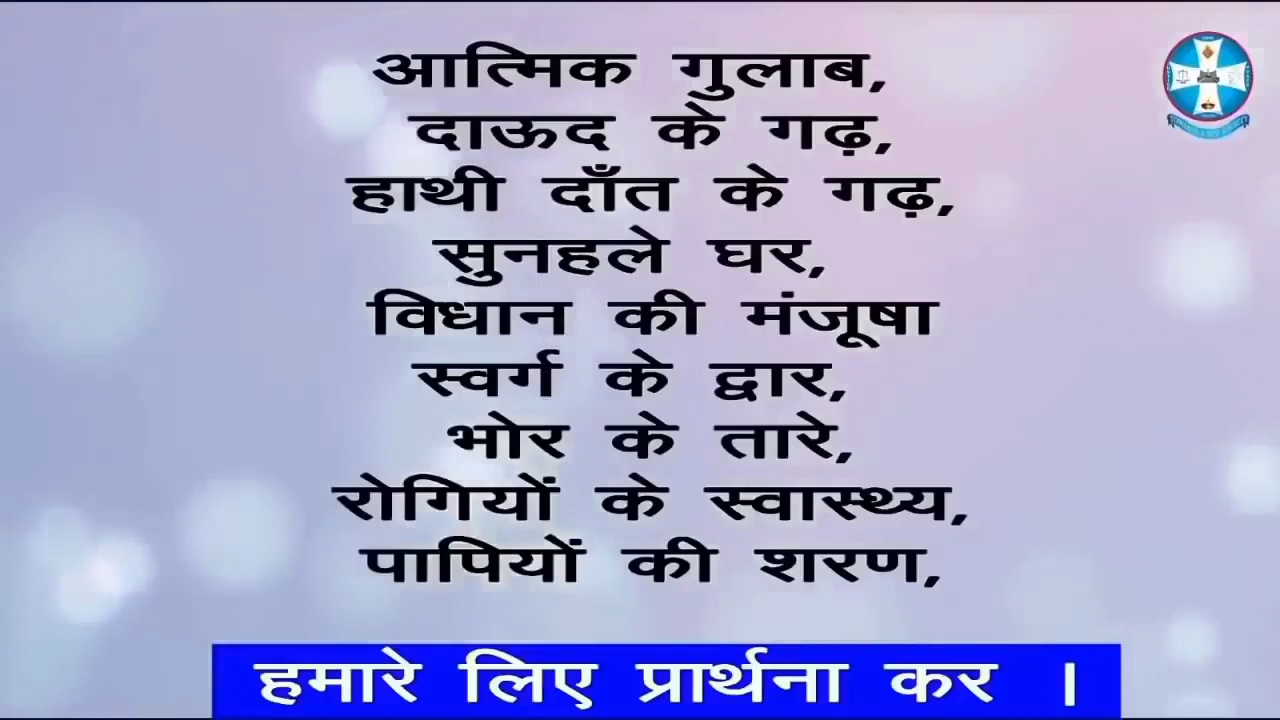 आत्मिक गुलाब,
दाऊद के गढ़,
हाथी दाँत के गढ़,
सुनहले घर,
विधान की मंजूषा
स्वर्ग के द्वार,
भोर के तारे,
रोगियों के स्वास्थ्य,
पापियों की शरण,
हमारे लिए प्रार्थना कर ।